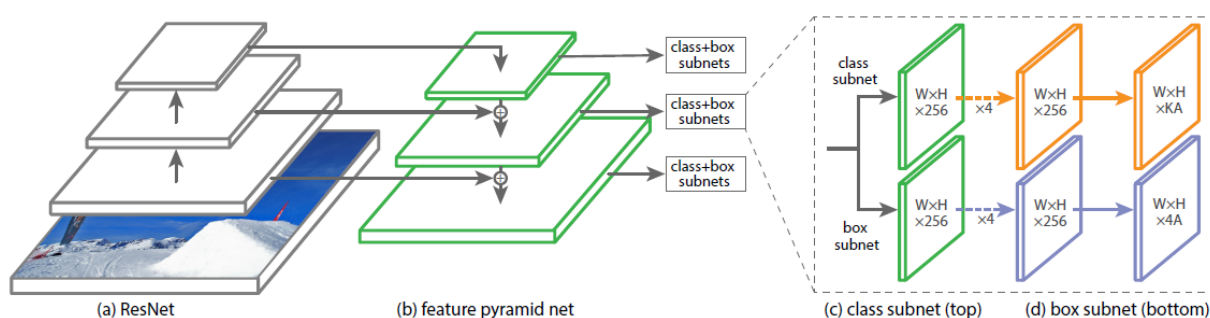 class+box
subnets
class+box
subnets
class+box
subnets
class
subnet
W×H
×256
×4
W×H
×256
W×H
×KA
box
subnet
W×H
×256
×4
W×H
×256
W×H
×4A
(a) ResNet
(b) feature pyramid net
(c) class subnet (top)
(d) box subnet (bottom)